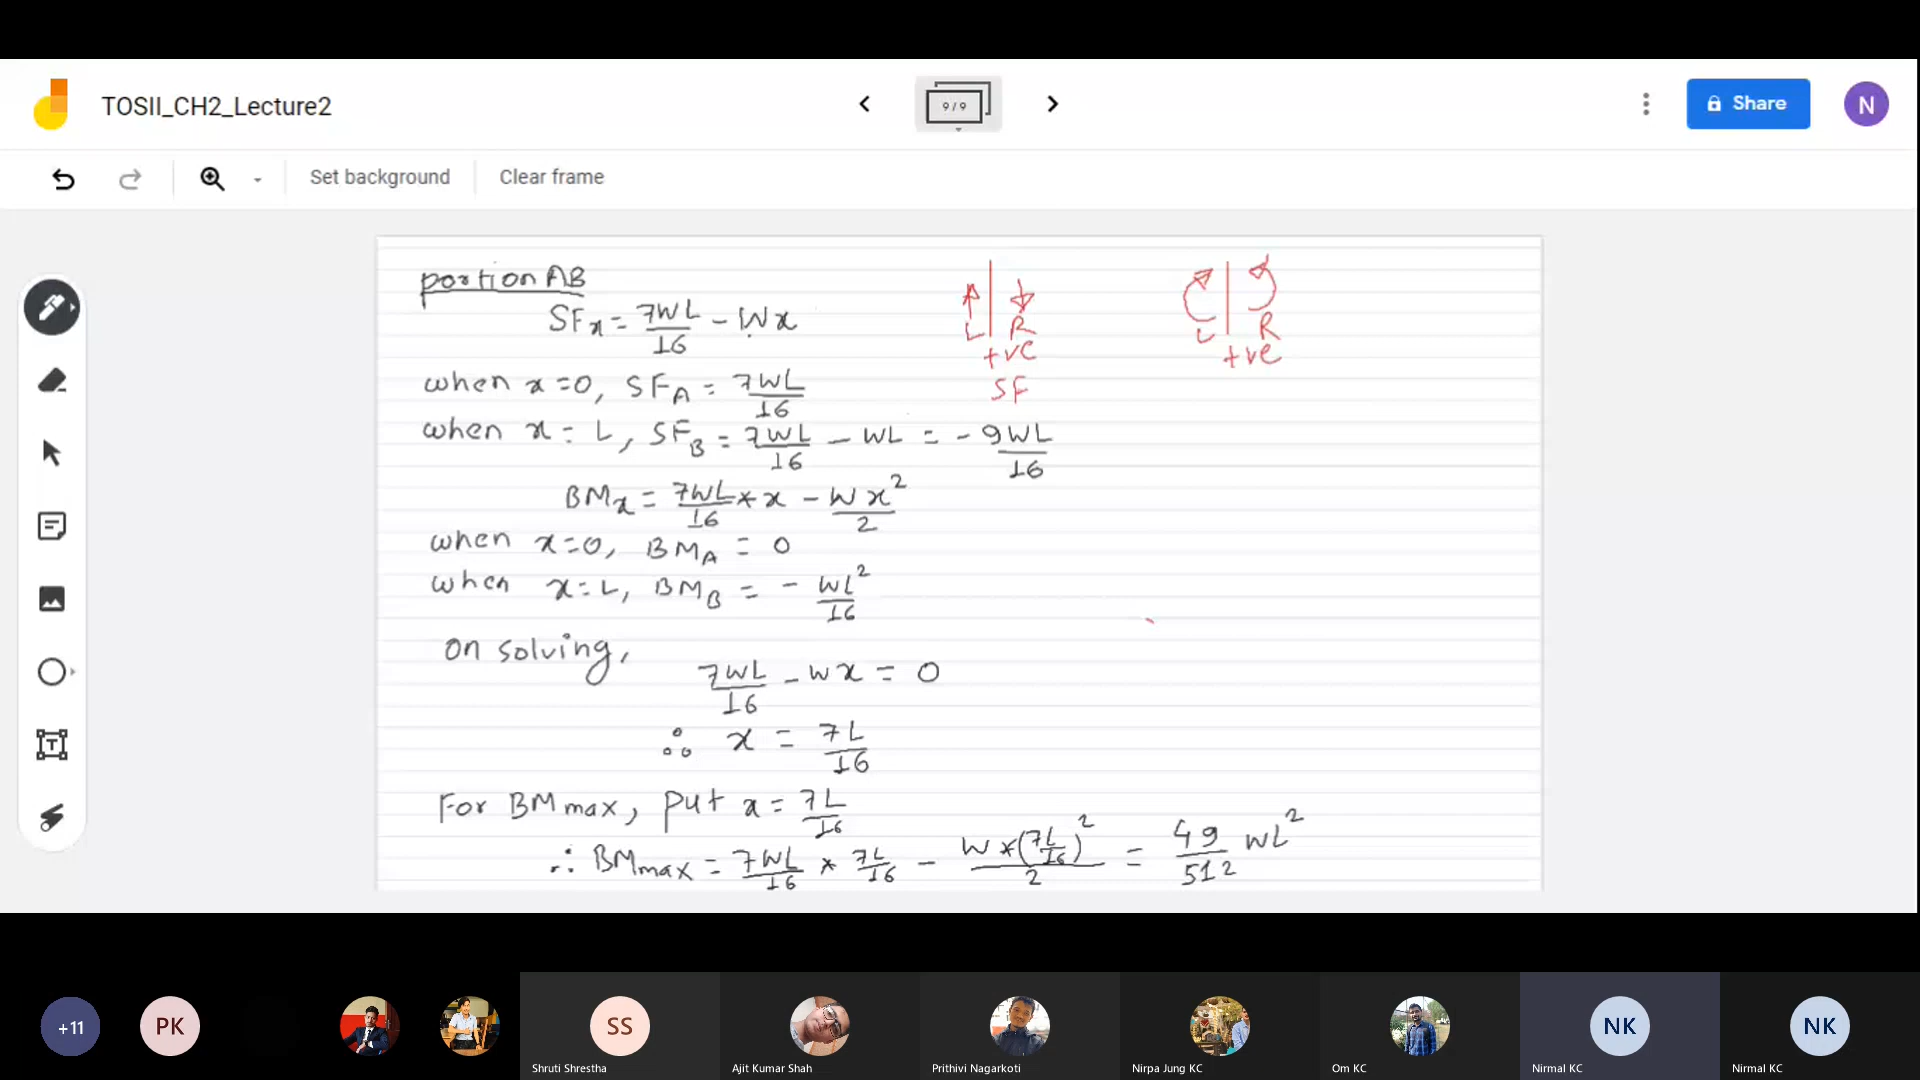 TOSII_CH2_Lecture2
9/9
Share
N
Set background
Clear frame
portion AB
SFx = 7WL/16 - Wx
when x=0, SFA = 7WL/16
when x = L, SFB = 7WL/16 - WL = - 9WL/16
BMx = 7WL/16 * x - Wx²/2
when x=0, BMA = 0
when x=L, BMB = - WL²/16
on solving,
7WL/16 - wx = 0
∴ x = 7L/16
For BMmax, put x = 7L/16
∴ BMmax = 7WL/16 * 7L/16 - W*(7L/16)²/2 = 49/512 WL²
L R
+ve
SF
L R
+ve
+11
PK
SS
NK
NK
Shruti Shrestha
Ajit Kumar Shah
Prithivi Nagarkoti
Nirpa Jung KC
Om KC
Nirmal KC
Nirmal KC